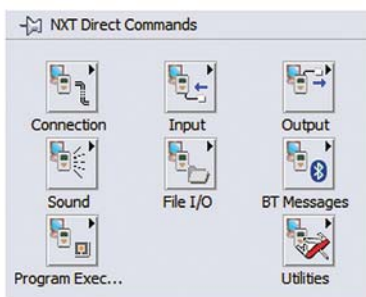 NXT Direct Commands
Connection Input Output
Sound File I/O BT Messages
Program Exec... Utilities